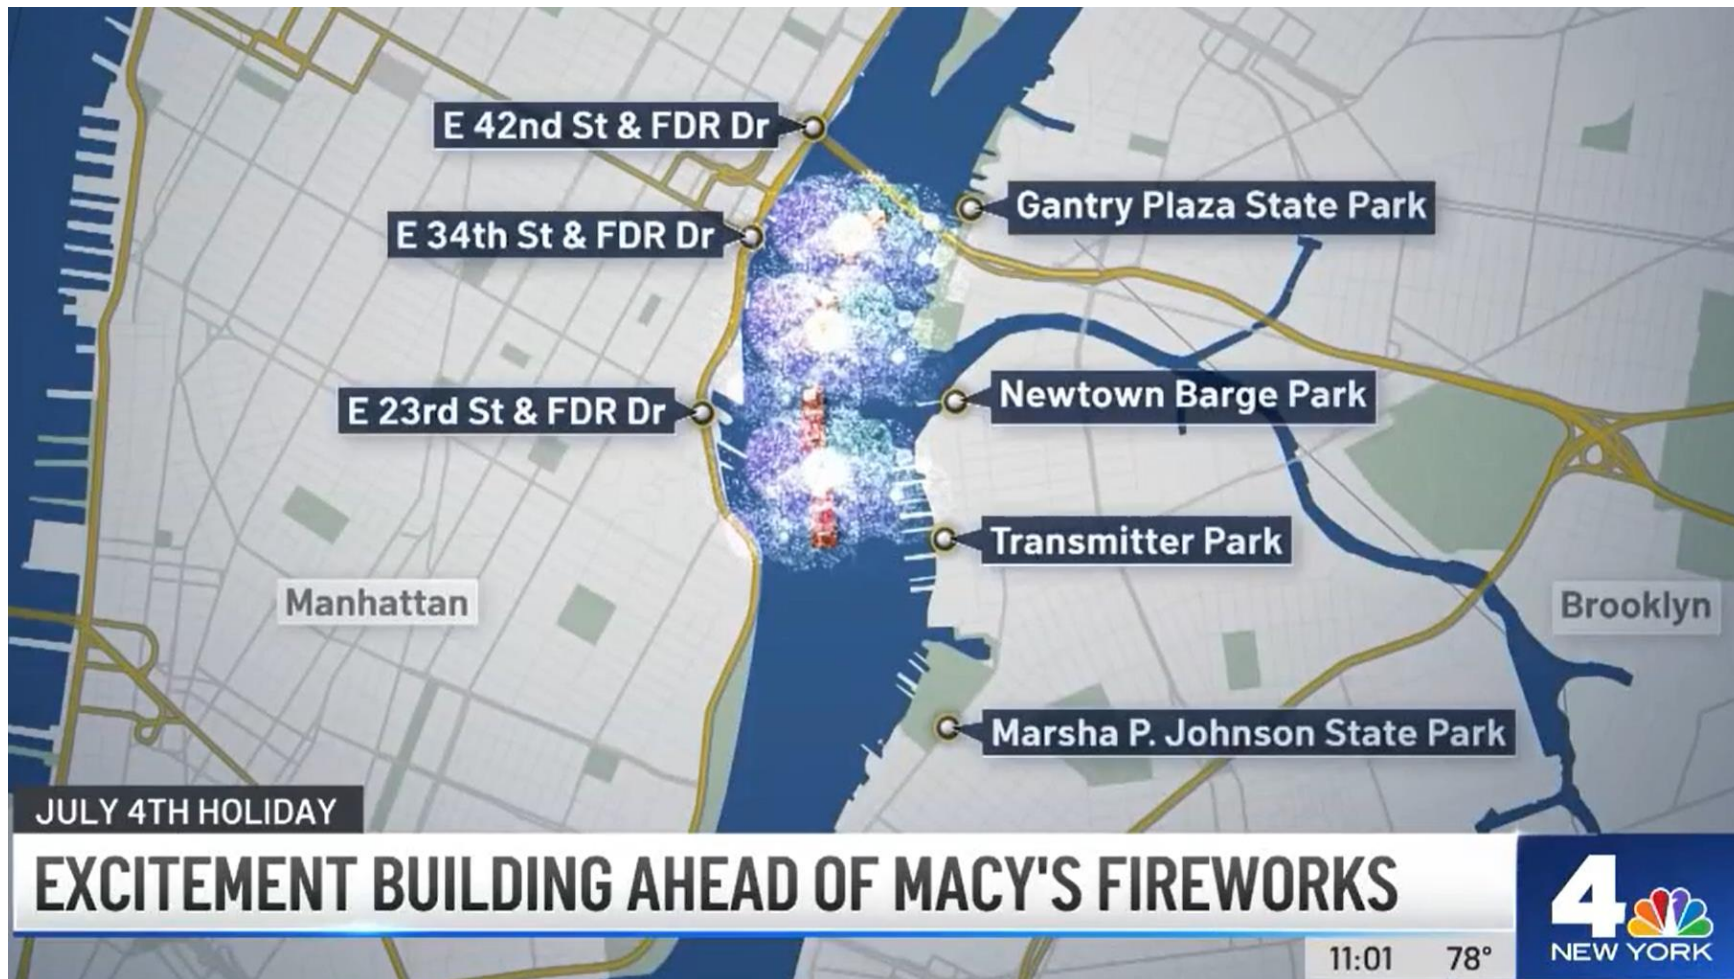 E 42nd St & FDR Dr
Gantry Plaza State Park
E 34th St & FDR Dr
Newtown Barge Park
E 23rd St & FDR Dr
Transmitter Park
Manhattan
Brooklyn
Marsha P. Johnson State Park
JULY 4TH HOLIDAY
EXCITEMENT BUILDING AHEAD OF MACY'S FIREWORKS
4
NEW YORK
11:01 78°